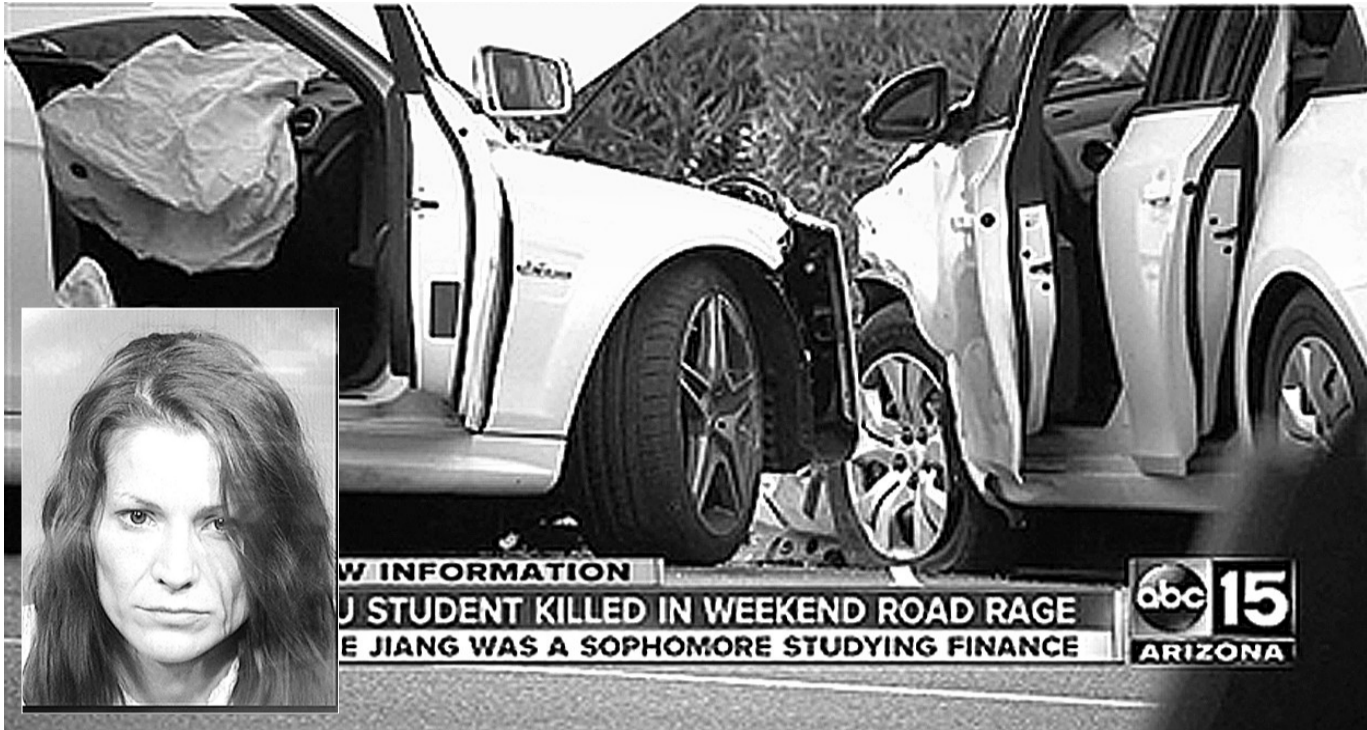 W INFORMATION
U STUDENT KILLED IN WEEKEND ROAD RAGE
E JIANG WAS A SOPHOMORE STUDYING FINANCE
abc 15
ARIZONA